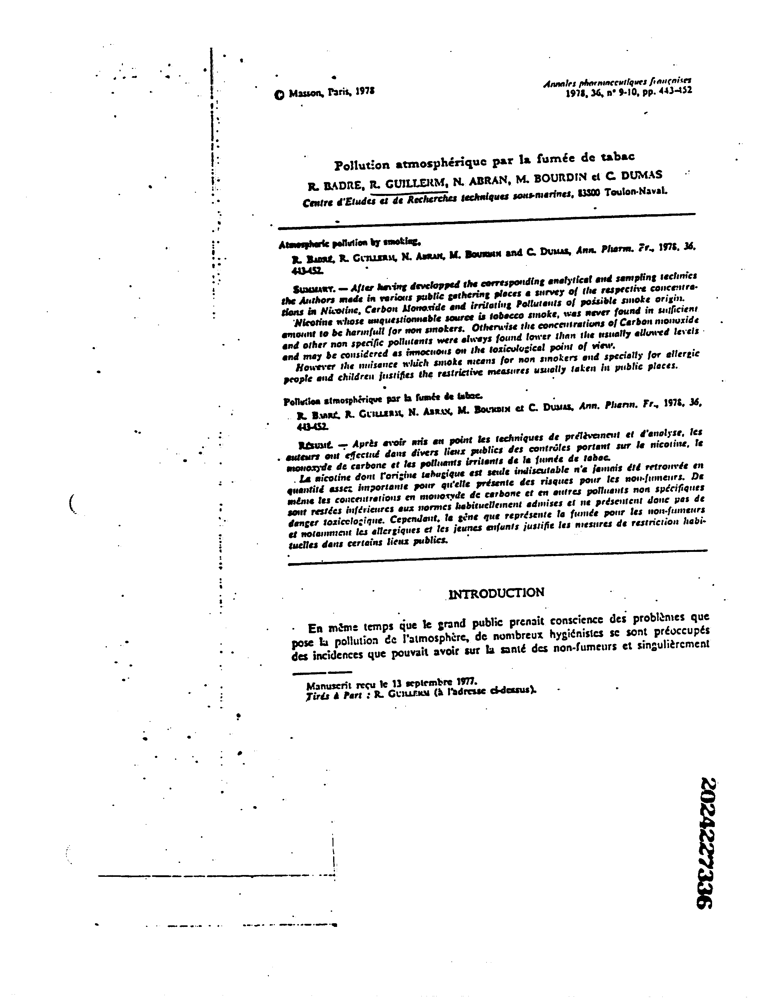 © Masson, Paris, 1978
Annales pharmaceutiques françaises
1978, 36, n° 9-10, pp. 443-452
Pollution atmosphérique par la fumée de tabac
R. BADRE, R. GUILLERM, N. ABRAN, M. BOURDIN et C. DUMAS
Centre d'Etudes et de Recherches techniques sous-marines, 83500 Toulon-Naval.
Atmospheric pollution by smoking.
R. BADRÉ, R. GUILLERM, N. ABRAN, M. BOURDIN and C. DUMAS, Ann. Pharm. Fr., 1978, 36,
443-452.
SUMMARY. — After having developped the corresponding analytical and sampling technics
the Authors made in various public gathering places a survey of the respective concentra-
tions in Nicotine, Carbon Monoxide and irritating Pollutants of possible smoke origin.
Nicotine whose unquestionnable source is tobacco smoke, was never found in sufficient
amount to be harmfull for non smokers. Otherwise the concentrations of Carbon monoxide
and other non specific pollutants were always found lower than the usually allowed levels
and may be considered as innocuous on the toxicological point of view.
However the nuisance which smoke means for non smokers and specially for allergic
people and children justifies the restrictive measures usually taken in public places.
Pollution atmosphérique par la fumée de tabac.
R. BADRÉ, R. GUILLERM, N. ABRAN, M. BOURDIN et C. DUMAS, Ann. Pharm. Fr., 1978, 36,
443-452.
RÉSUMÉ. — Après avoir mis en point les techniques de prélèvement et d'analyse, les
auteurs ont effectué dans divers lieux publics des contrôles portant sur la nicotine, le
monoxyde de carbone et les polluants irritants de la fumée de tabac.
La nicotine dont l'origine tabagique est seule indiscutable n'a jamais été retrouvée en
quantité assez importante pour qu'elle présente des risques pour les non-fumeurs. De
même les concentrations en monoxyde de carbone et en autres polluants non spécifiques
sont restées inférieures aux normes habituellement admises et ne présentent donc pas de
danger toxicologique. Cependant, la gêne que représente la fumée pour les non-fumeurs
et notamment les allergiques et les jeunes enfants justifie les mesures de restriction habi-
tuelles dans certains lieux publics.
INTRODUCTION
En même temps que le grand public prenait conscience des problèmes que
pose la pollution de l'atmosphère, de nombreux hygiénistes se sont préoccupés
des incidences que pouvait avoir sur la santé des non-fumeurs et singulièrement
Manuscrit reçu le 13 septembre 1977.
Tirés à Part : R. GUILLERM (à l'adresse ci-dessus).
2024227336